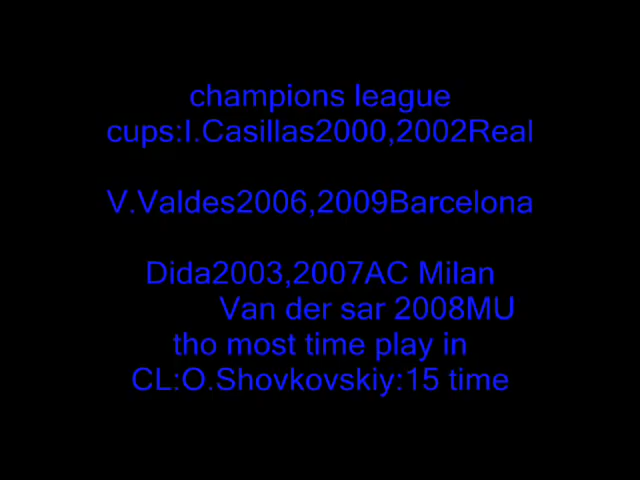 champions league
cups:I.Casillas2000,2002Real
V.Valdes2006,2009Barcelona
Dida2003,2007AC Milan
Van der sar 2008MU
tho most time play in
CL:O.Shovkovskiy:15 time